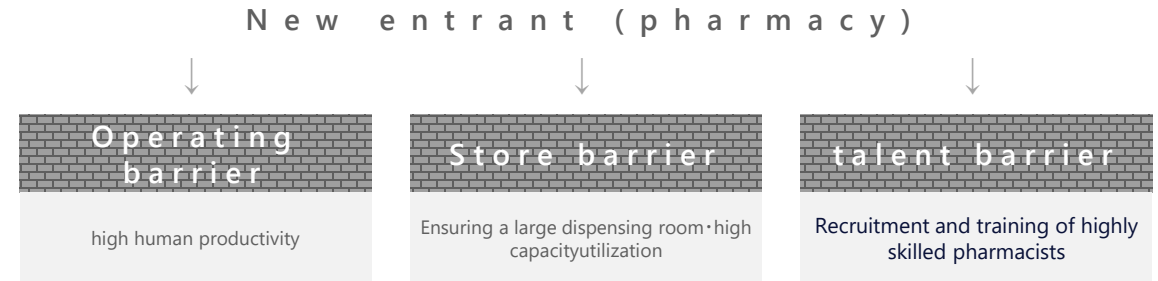 New entrant (pharmacy)
Operating
barrier
Store barrier
talent barrier
high human productivity
Ensuring a large dispensing room・high
capacityutilization
Recruitment and training of highly
skilled pharmacists